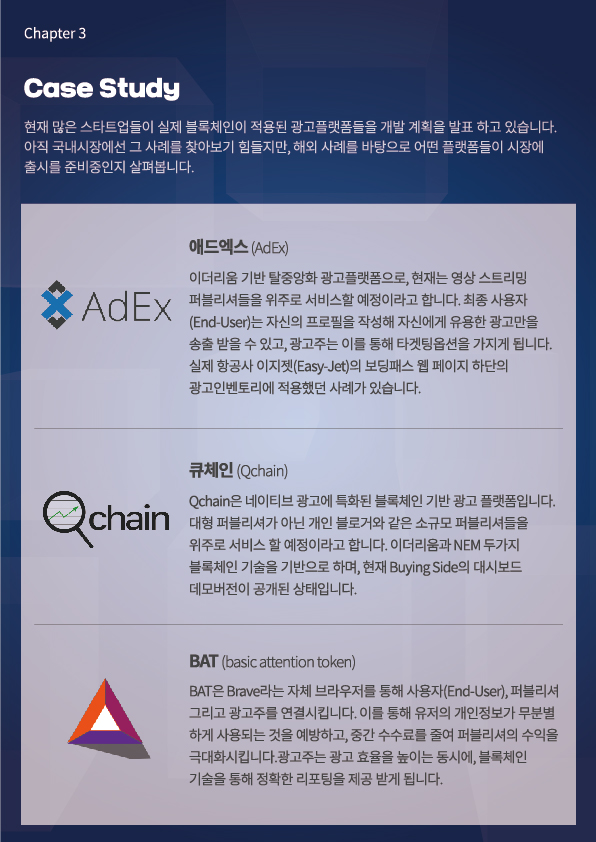 Chapter 3
Case Study
현재 많은 스타트업들이 실제 블록체인이 적용된 광고플랫폼들을 개발 계획을 발표 하고 있습니다.
아직 국내시장에선 그 사례를 찾아보기 힘들지만, 해외 사례를 바탕으로 어떤 플랫폼들이 시장에
출시를 준비중인지 살펴봅니다.
AdEx
애드엑스 (AdEx)
이더리움 기반 탈중앙화 광고플랫폼으로, 현재는 영상 스트리밍
퍼블리셔들을 위주로 서비스할 예정이라고 합니다. 최종 사용자
(End-User)는 자신의 프로필을 작성해 자신에게 유용한 광고만을
송출 받을 수 있고, 광고주는 이를 통해 타겟팅옵션을 가지게 됩니다.
실제 항공사 이지젯(Easy-Jet)의 보딩패스 웹 페이지 하단의
광고인벤토리에 적용했던 사례가 있습니다.
Qchain
큐체인 (Qchain)
Qchain은 네이티브 광고에 특화된 블록체인 기반 광고 플랫폼입니다.
대형 퍼블리셔가 아닌 개인 블로거와 같은 소규모 퍼블리셔들을
위주로 서비스 할 예정이라고 합니다. 이더리움과 NEM 두가지
블록체인 기술을 기반으로 하며, 현재 Buying Side의 대시보드
데모버전이 공개된 상태입니다.
BAT (basic attention token)
BAT은 Brave라는 자체 브라우저를 통해 사용자(End-User), 퍼블리셔
그리고 광고주를 연결시킵니다. 이를 통해 유저의 개인정보가 무분별
하게 사용되는 것을 예방하고, 중간 수수료를 줄여 퍼블리셔의 수익을
극대화시킵니다.광고주는 광고 효율을 높이는 동시에, 블록체인
기술을 통해 정확한 리포팅을 제공 받게 됩니다.